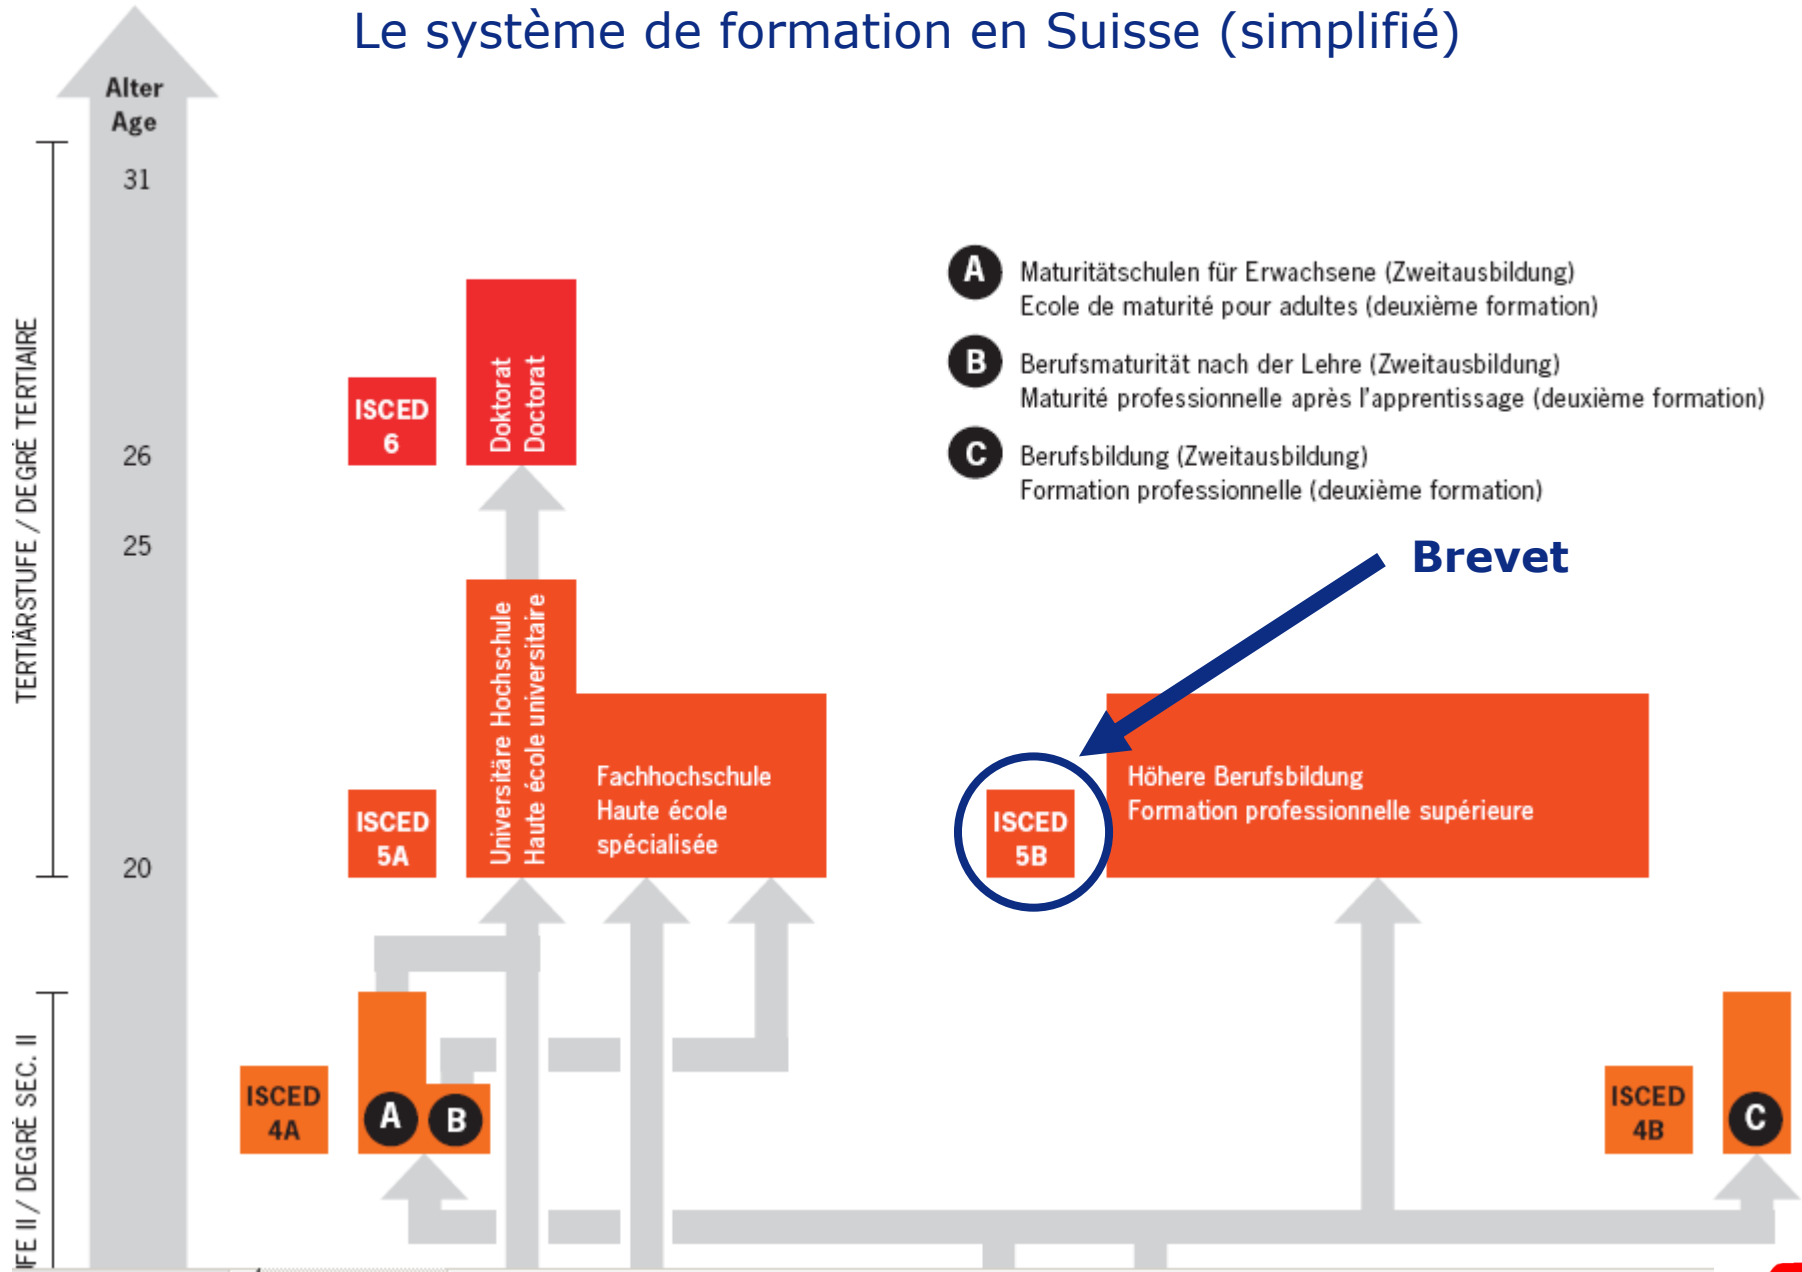 Le système de formation en Suisse (simplifié)
Alter
Age
31
26
25
20
TERTIÄRSTUFE / DEGRÉ TERTIAIRE
UFE II / DEGRÉ SEC. II
A Maturitätschulen für Erwachsene (Zweitausbildung)
Ecole de maturité pour adultes (deuxième formation)
B Berufsmaturität nach der Lehre (Zweitausbildung)
Maturité professionnelle après l'apprentissage (deuxième formation)
C Berufsbildung (Zweitausbildung)
Formation professionnelle (deuxième formation)
ISCED
6
Doktorat
Doctorat
Brevet
ISCED
5A
Universitäre Hochschule
Haute école universitaire
Fachhochschule
Haute école
spécialisée
ISCED
5B
Höhere Berufsbildung
Formation professionnelle supérieure
ISCED
4A
A
B
ISCED
4B
C